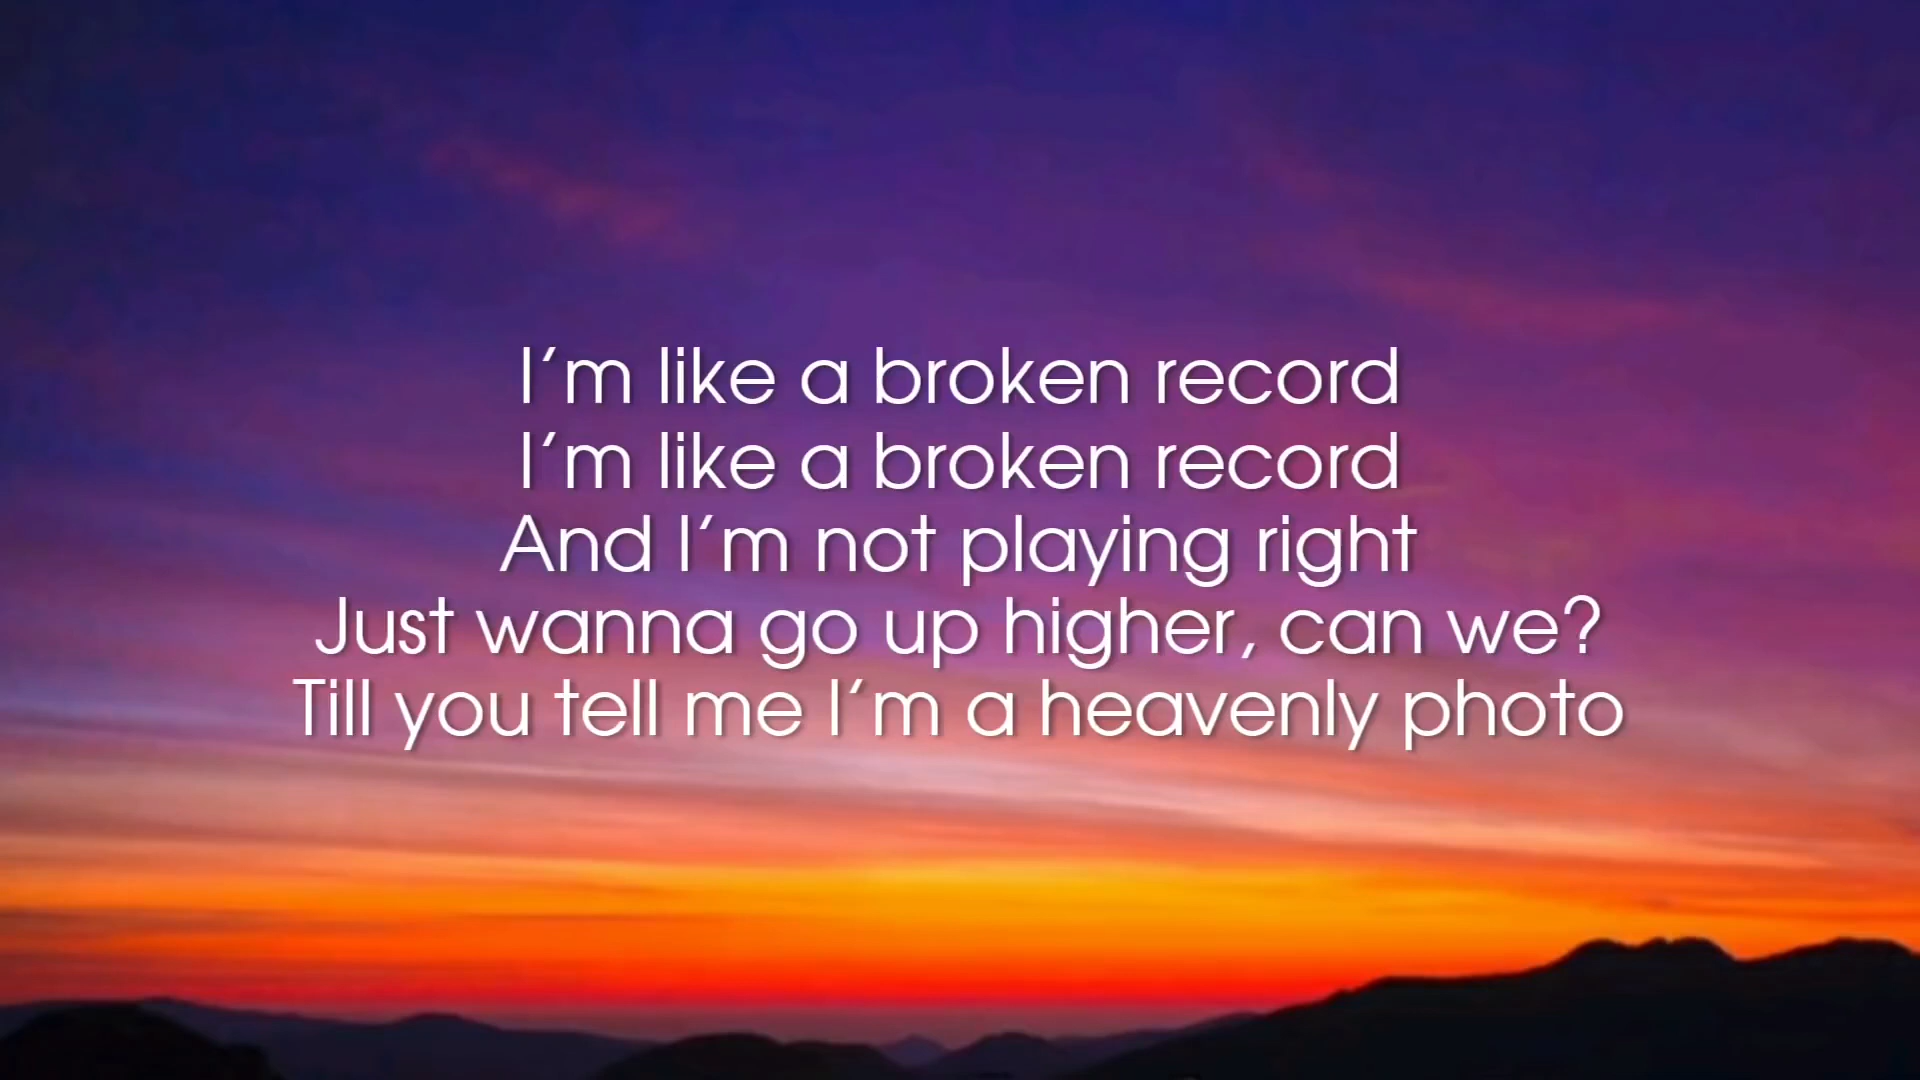 I'm like a broken record
I'm like a broken record
And I'm not playing right
Just wanna go up higher, can we?
Till you tell me I'm a heavenly photo